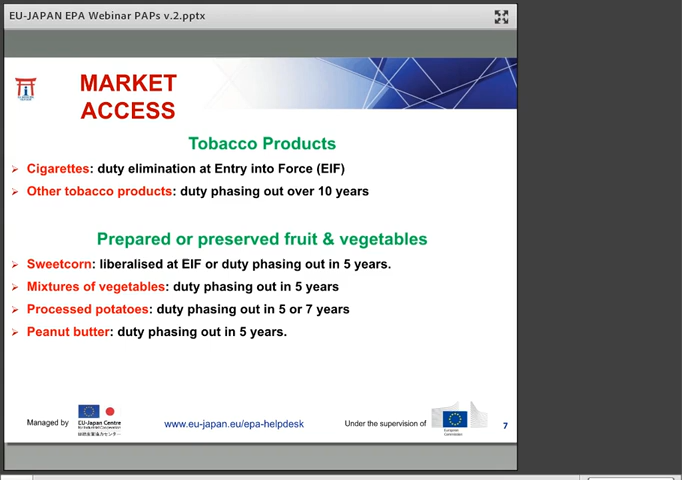 EU-JAPAN EPA Webinar PAPs v.2.pptx
MARKET
ACCESS
Tobacco Products
Cigarettes: duty elimination at Entry into Force (EIF)
Other tobacco products: duty phasing out over 10 years
Prepared or preserved fruit & vegetables
Sweetcorn: liberalised at EIF or duty phasing out in 5 years.
Mixtures of vegetables: duty phasing out in 5 years
Processed potatoes: duty phasing out in 5 or 7 years
Peanut butter: duty phasing out in 5 years.
Managed by
EU-Japan Centre
www.eu-japan.eu/epa-helpdesk
Under the supervision of
European
Commission
7